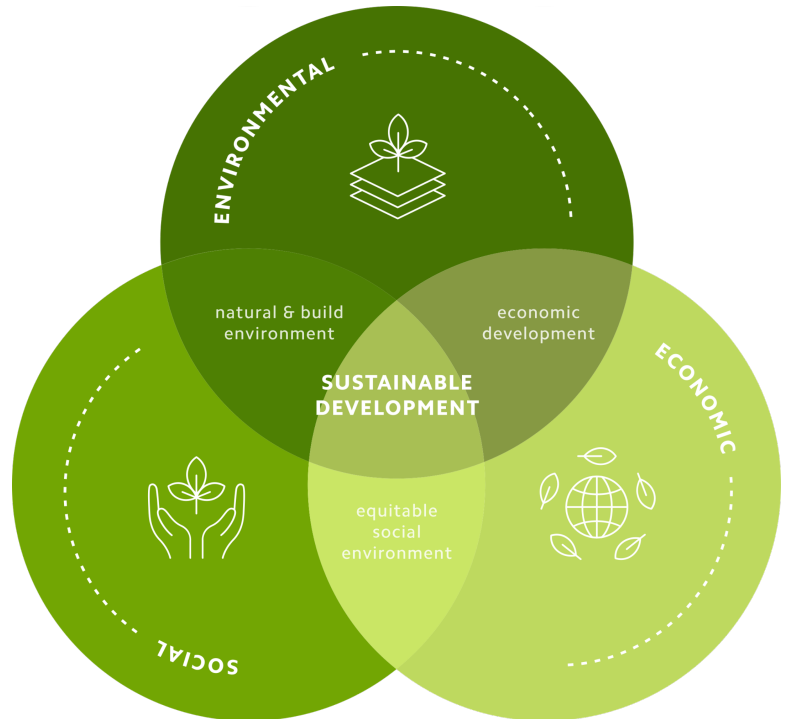 ENVIRONMENTAL
natural & build
environment
economic
development
SUSTAINABLE
DEVELOPMENT
ECONOMIC
equitable
social
environment
SOCIAL